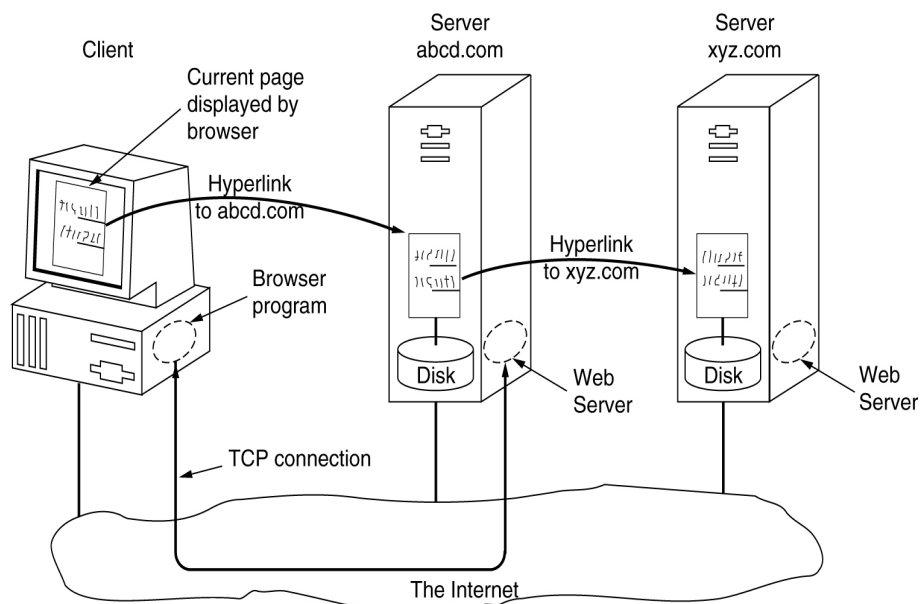 Client
Server
abcd.com
Server
xyz.com
Current page
displayed by
browser
Hyperlink
to abcd.com
Hyperlink
to xyz.com
Browser
program
Disk
Web
Server
Disk
Web
Server
TCP connection
The Internet